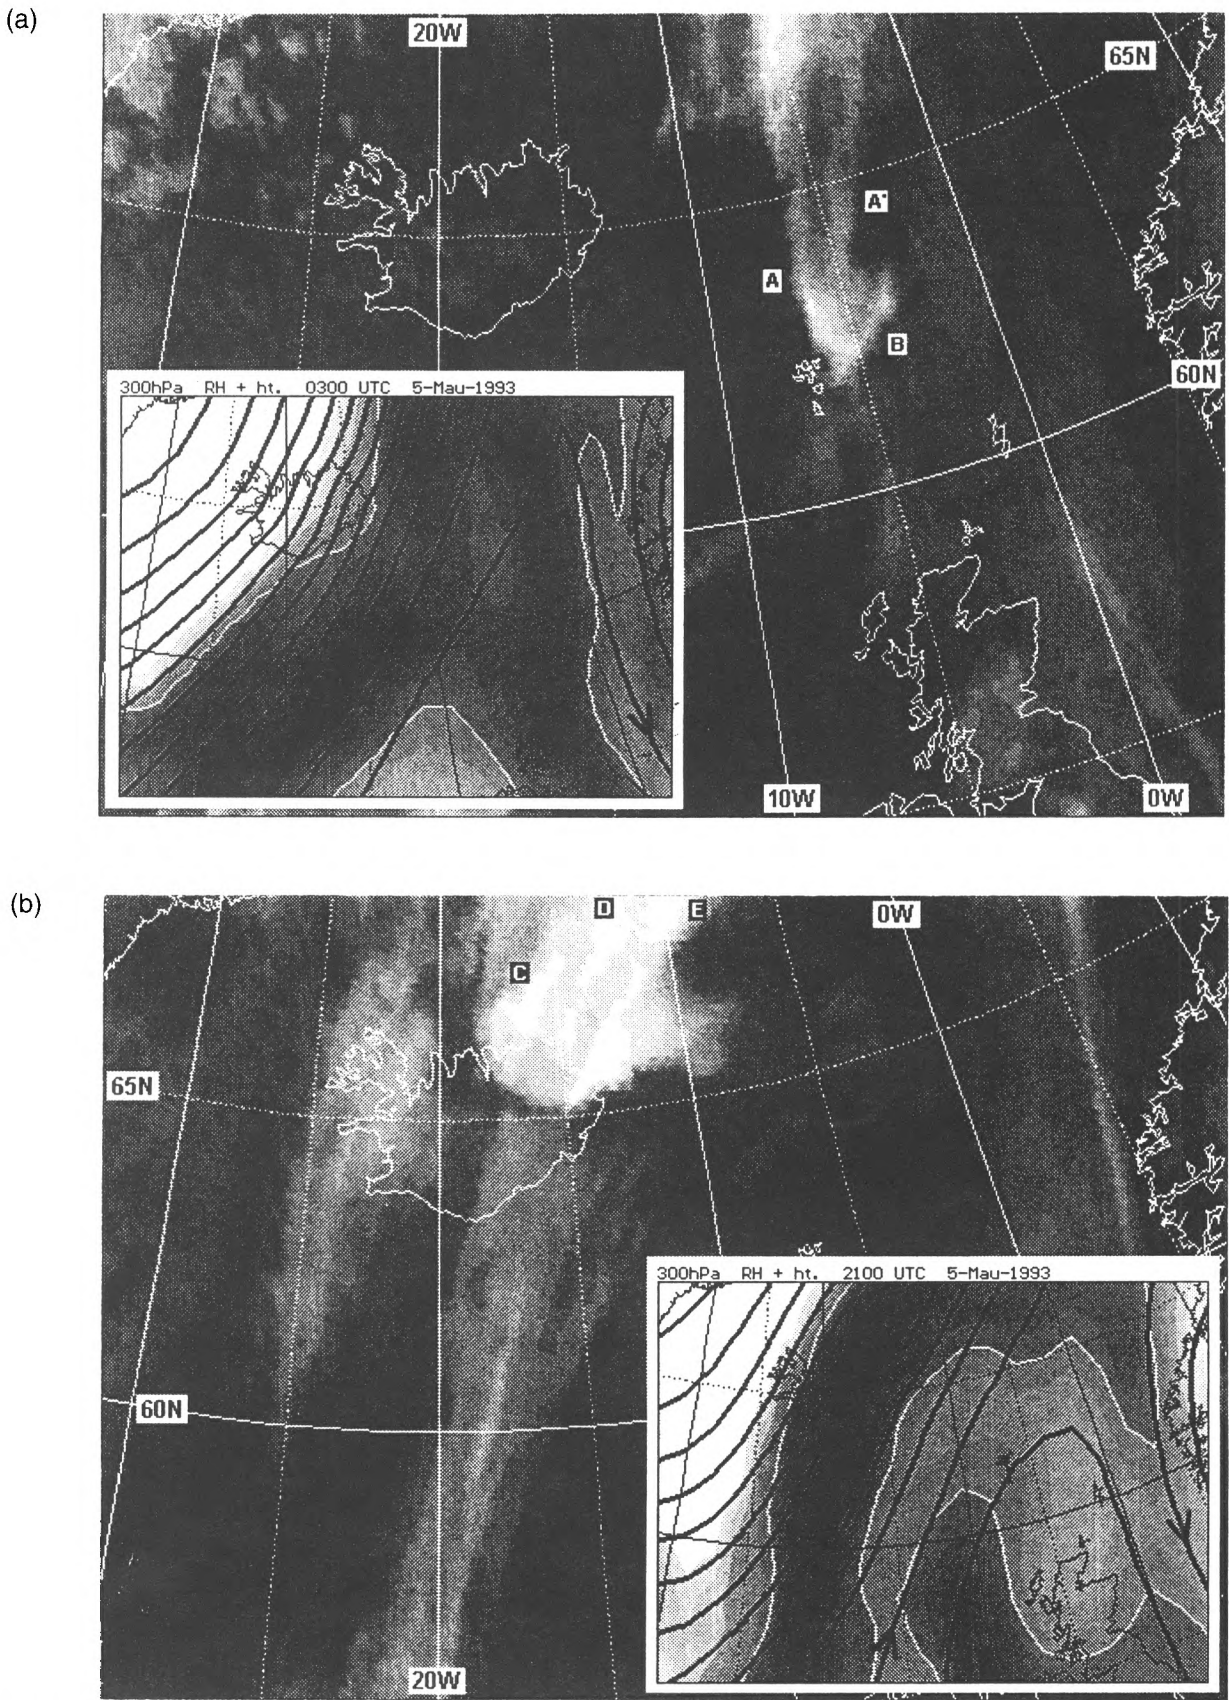 (a)
20W
65N
A'
A
B
60N
300hPa RH + ht. 0300 UTC 5-Mau-1993
10W
0W
(b)
D
E
0W
C
65N
300hPa RH + ht. 2100 UTC 5-Mau-1993
60N
20W